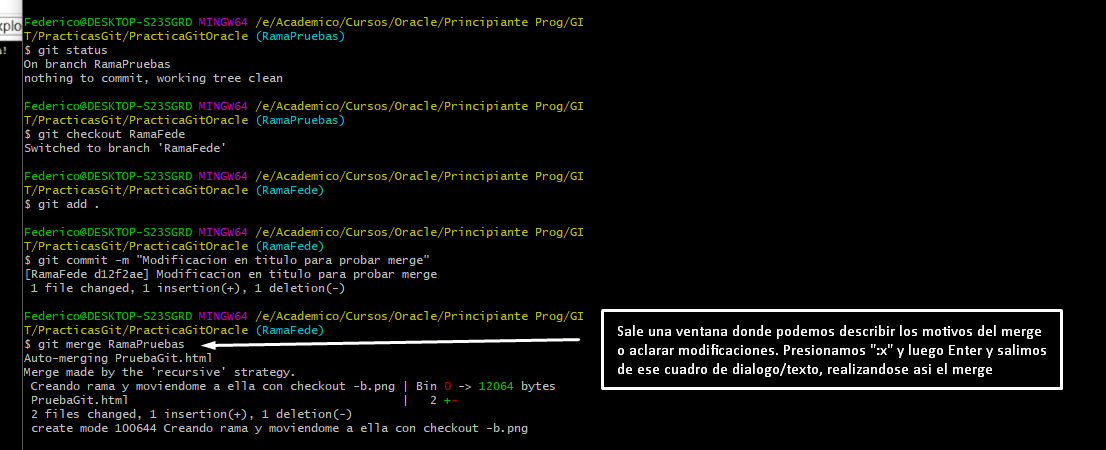 xplo
Federico@DESKTOP-S23SGRD MINGW64 /e/Academico/Cursos/Oracle/Principiante Prog/GI
T/PracticasGit/PracticaGitOracle (RamaPruebas)
$ git status
On branch RamaPruebas
nothing to commit, working tree clean
Federico@DESKTOP-S23SGRD MINGW64 /e/Academico/Cursos/Oracle/Principiante Prog/GI
T/PracticasGit/PracticaGitOracle (RamaPruebas)
$ git checkout RamaFede
Switched to branch 'RamaFede'
Federico@DESKTOP-S23SGRD MINGW64 /e/Academico/Cursos/Oracle/Principiante Prog/GI
T/PracticasGit/PracticaGitOracle (RamaFede)
$ git add .
Federico@DESKTOP-S23SGRD MINGW64 /e/Academico/Cursos/Oracle/Principiante Prog/GI
T/PracticasGit/PracticaGitOracle (RamaFede)
$ git commit -m "Modificacion en titulo para probar merge"
[RamaFede d12f2ae] Modificacion en titulo para probar merge
1 file changed, 1 insertion(+), 1 deletion(-)
Federico@DESKTOP-S23SGRD MINGW64 /e/Academico/Cursos/Oracle/Principiante Prog/GI
T/PracticasGit/PracticaGitOracle (RamaFede)
$ git merge RamaPruebas
Auto-merging PruebaGit.html
Merge made by the 'recursive' strategy.
Creando rama y moviendome a ella con checkout -b.png | Bin 0 -> 12064 bytes
PruebaGit.html | 2 +-
2 files changed, 1 insertion(+), 1 deletion(-)
create mode 100644 Creando rama y moviendome a ella con checkout -b.png
Sale una ventana donde podemos describir los motivos del merge
o aclarar modificaciones. Presionamos ":x" y luego Enter y salimos
de ese cuadro de dialogo/texto, realizandose asi el merge